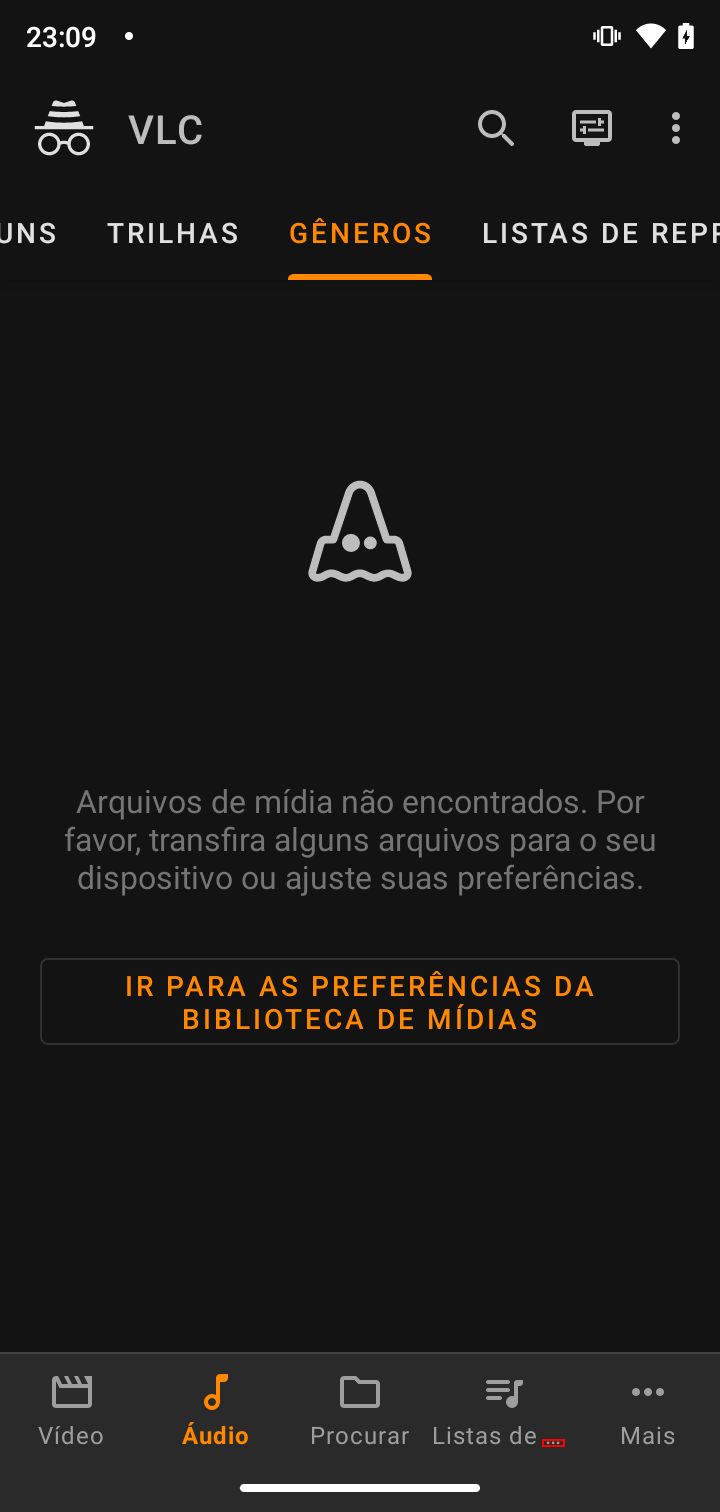 23:09
VLC
UNS TRILHAS GÊNEROS LISTAS DE REPR
Arquivos de mídia não encontrados. Por
favor, transfira alguns arquivos para o seu
dispositivo ou ajuste suas preferências.
IR PARA AS PREFERÊNCIAS DA
BIBLIOTECA DE MÍDIAS
Vídeo Áudio Procurar Listas de... Mais